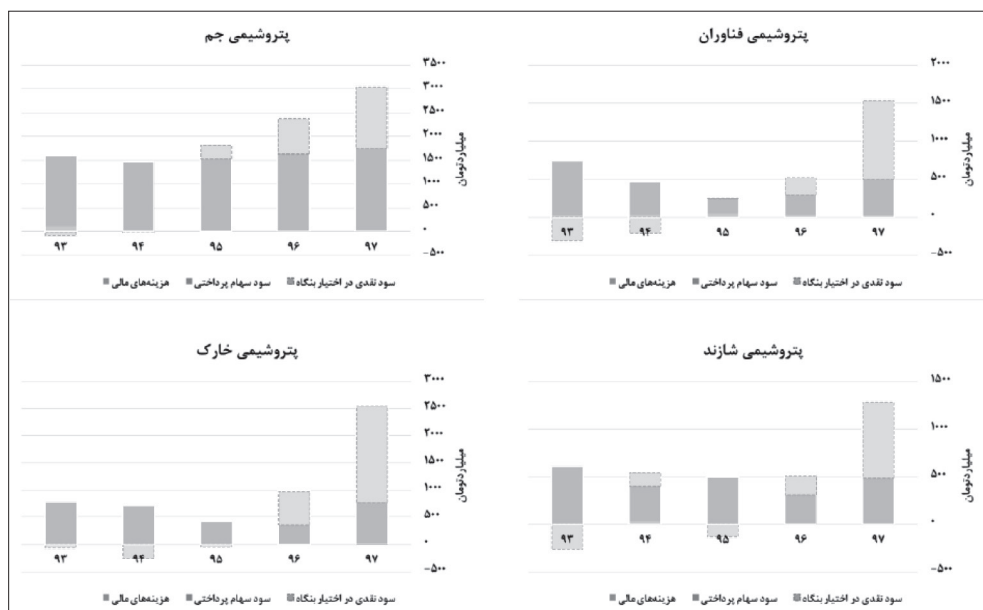 پتروشیمی فناوران
۲۰۰۰
۱۵۰۰
۱۰۰۰
۵۰۰
۰
-۵۰۰
میلیارد تومان
۹۳ ۹۴ ۹۵ ۹۶ ۹۷
هزینه‌های مالی سود سهام پرداختی سود نقدی در اختیار بنگاه
پتروشیمی جم
۳۵۰۰
۳۰۰۰
۲۵۰۰
۲۰۰۰
۱۵۰۰
۱۰۰۰
۵۰۰
۰
-۵۰۰
میلیارد تومان
۹۳ ۹۴ ۹۵ ۹۶ ۹۷
هزینه‌های مالی سود سهام پرداختی سود نقدی در اختیار بنگاه
پتروشیمی شازند
۱۵۰۰
۱۰۰۰
۵۰۰
۰
-۵۰۰
میلیارد تومان
۹۳ ۹۴ ۹۵ ۹۶ ۹۷
هزینه‌های مالی سود سهام پرداختی سود نقدی در اختیار بنگاه
پتروشیمی خارک
۳۰۰۰
۲۵۰۰
۲۰۰۰
۱۵۰۰
۱۰۰۰
۵۰۰
۰
-۵۰۰
میلیارد تومان
۹۳ ۹۴ ۹۵ ۹۶ ۹۷
هزینه‌های مالی سود سهام پرداختی سود نقدی در اختیار بنگاه